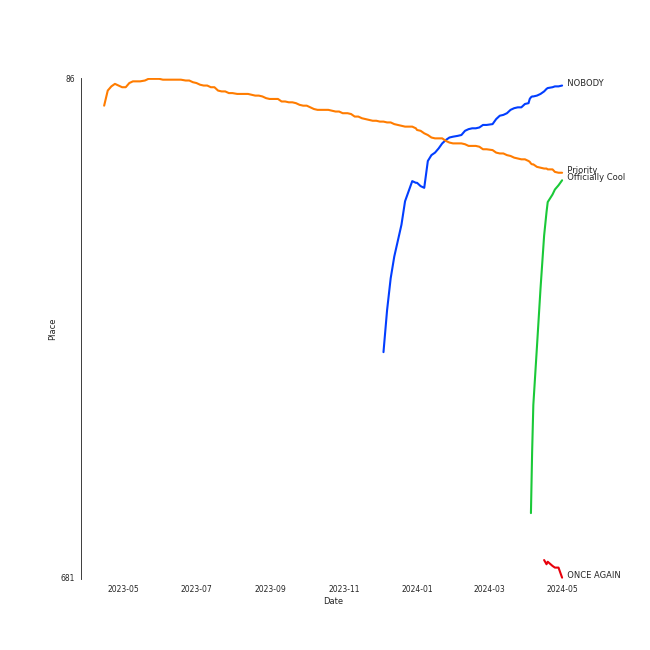 86
NOBODY
Priority
Officially Cool
Place
681
ONCE AGAIN
2023-05
2023-07
2023-09
2023-11
2024-01
2024-03
2024-05
Date